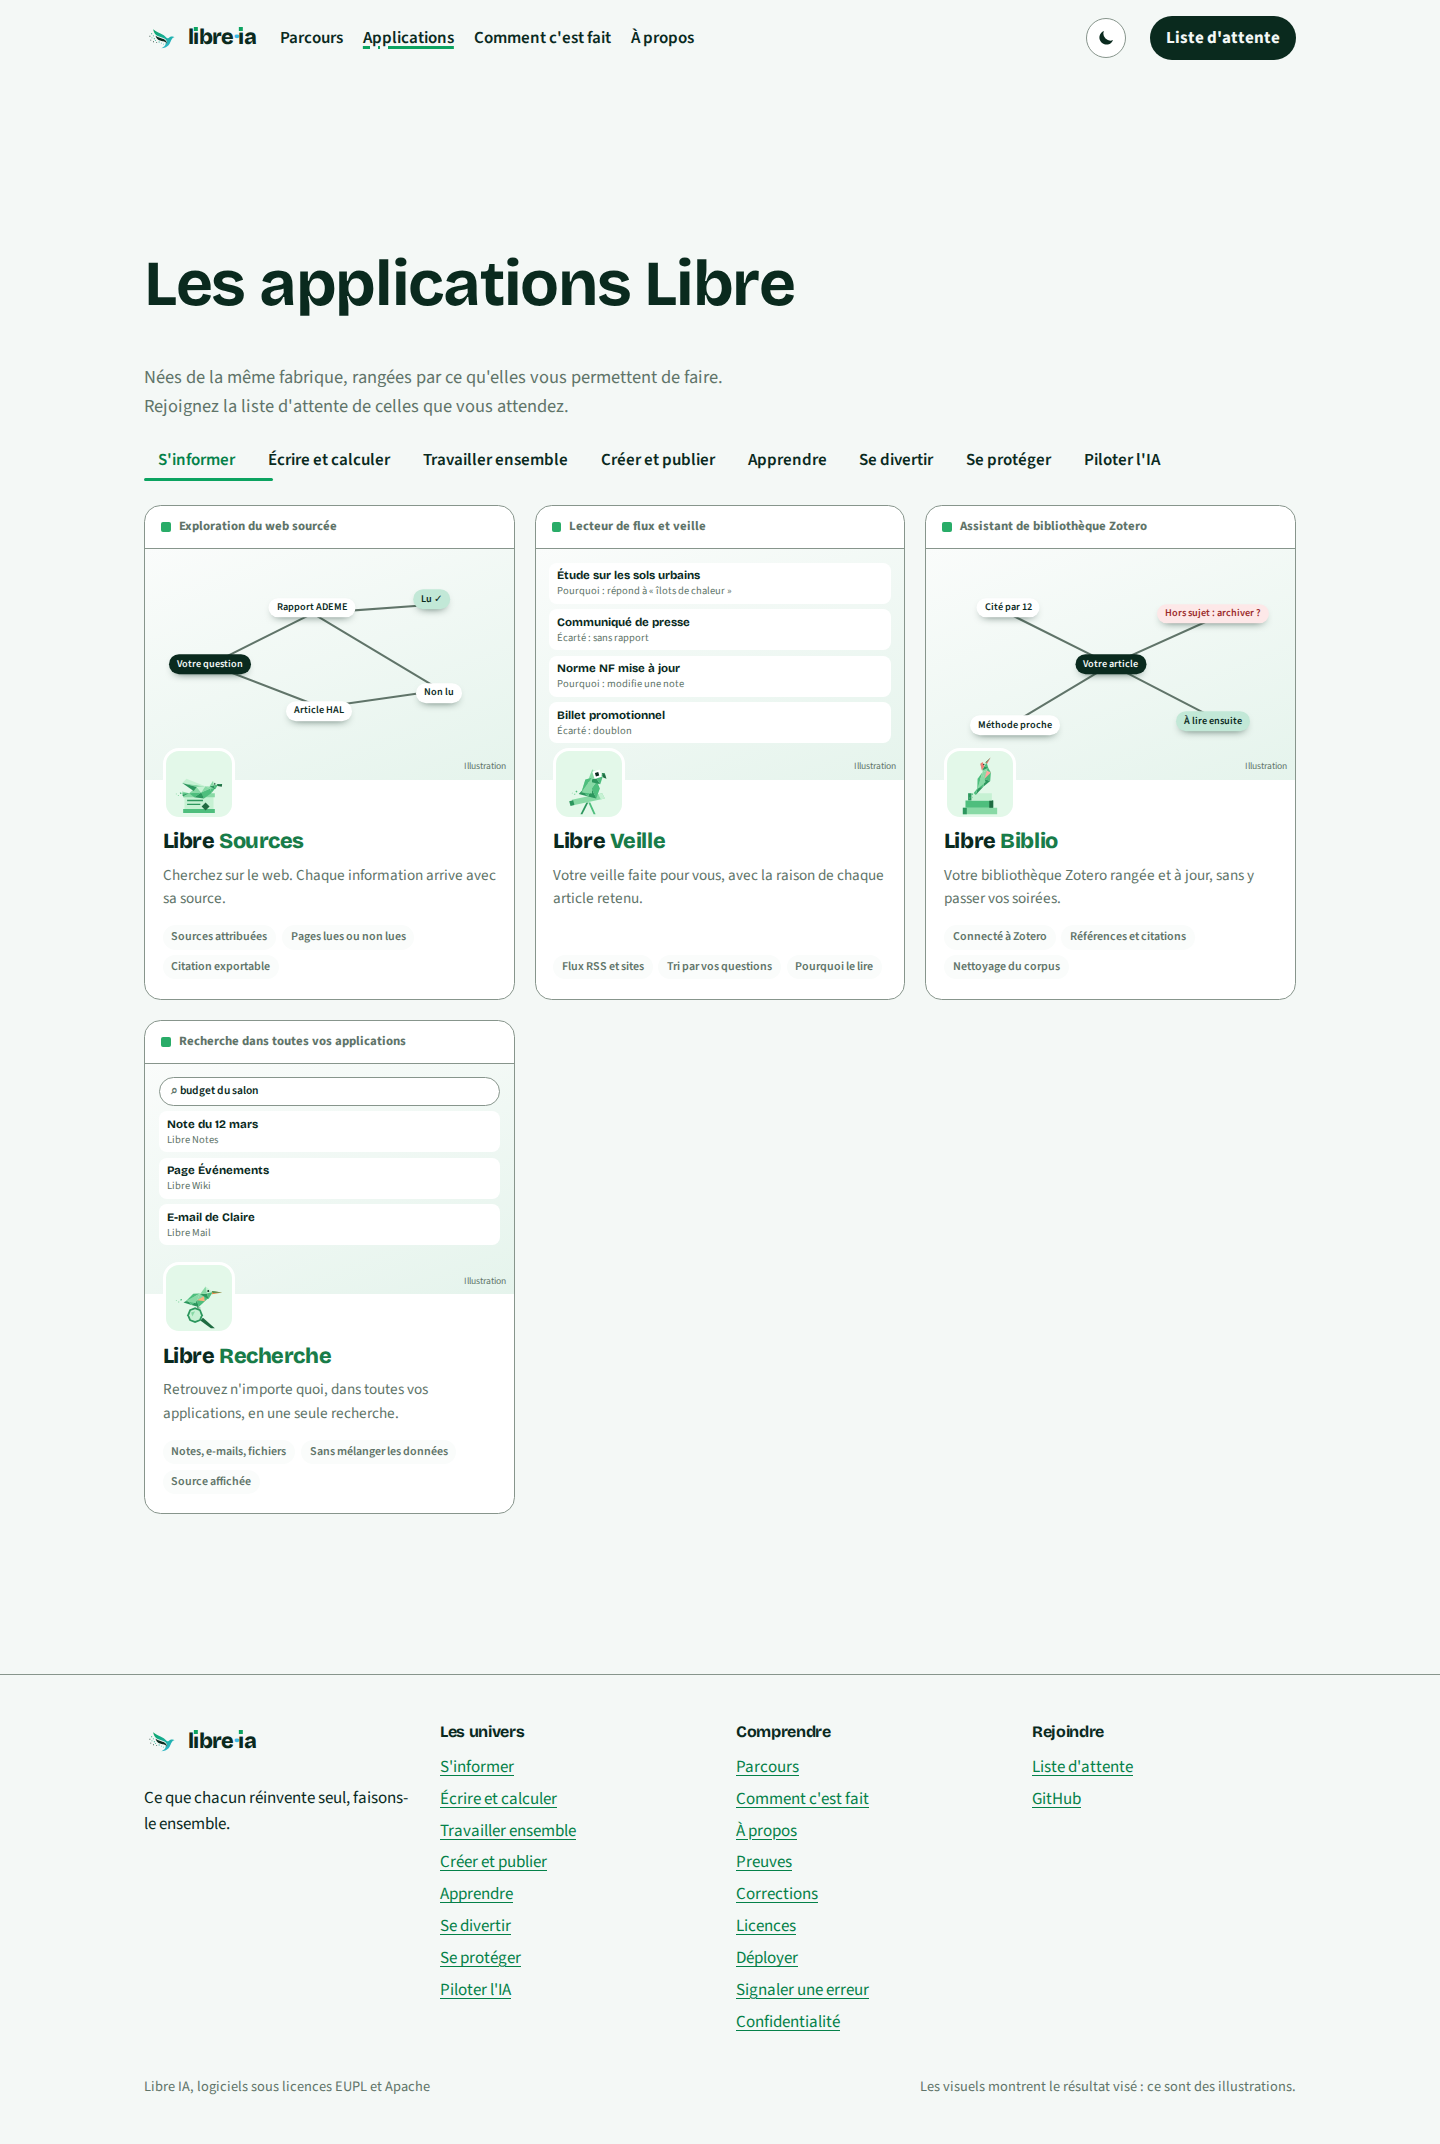 libre-ia
Parcours
Applications
Comment c'est fait
À propos
Liste d'attente
Les applications Libre
Nées de la même fabrique, rangées par ce qu'elles vous permettent de faire.
Rejoignez la liste d'attente de celles que vous attendez.
S'informer
Écrire et calculer
Travailler ensemble
Créer et publier
Apprendre
Se divertir
Se protéger
Piloter l'IA
Exploration du web sourcée
Rapport ADEME
Lu ✓
Votre question
Non lu
Article HAL
Illustration
Libre Sources
Cherchez sur le web. Chaque information arrive avec
sa source.
Sources attribuées
Pages lues ou non lues
Citation exportable
Lecteur de flux et veille
Étude sur les sols urbains
Pourquoi : répond à « îlots de chaleur »
Communiqué de presse
Écarté : sans rapport
Norme NF mise à jour
Pourquoi : modifie une note
Billet promotionnel
Écarté : doublon
Illustration
Libre Veille
Votre veille faite pour vous, avec la raison de chaque
article retenu.
Flux RSS et sites
Tri par vos questions
Pourquoi le lire
Assistant de bibliothèque Zotero
Cité par 12
Hors sujet : archiver ?
Votre article
Méthode proche
À lire ensuite
Illustration
Libre Biblio
Votre bibliothèque Zotero rangée et à jour, sans y
passer vos soirées.
Connecté à Zotero
Références et citations
Nettoyage du corpus
Recherche dans toutes vos applications
⌕ budget du salon
Note du 12 mars
Libre Notes
Page Événements
Libre Wiki
E-mail de Claire
Libre Mail
Illustration
Libre Recherche
Retrouvez n'importe quoi, dans toutes vos
applications, en une seule recherche.
Notes, e-mails, fichiers
Sans mélanger les données
Source affichée
libre-ia
Ce que chacun réinvente seul, faisons-
le ensemble.
Les univers
S'informer
Écrire et calculer
Travailler ensemble
Créer et publier
Apprendre
Se divertir
Se protéger
Piloter l'IA
Comprendre
Parcours
Comment c'est fait
À propos
Preuves
Corrections
Licences
Déployer
Signaler une erreur
Confidentialité
Rejoindre
Liste d'attente
GitHub
Libre IA, logiciels sous licences EUPL et Apache
Les visuels montrent le résultat visé : ce sont des illustrations.